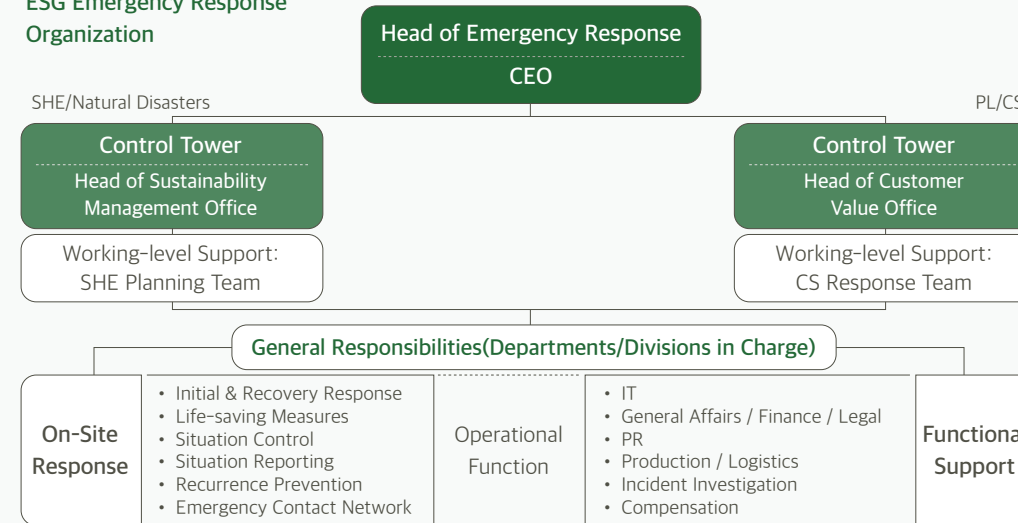 ESG Emergency Response
Organization
Head of Emergency Response
CEO
SHE/Natural Disasters
PL/CS
Control Tower
Head of Sustainability
Management Office
Control Tower
Head of Customer
Value Office
Working-level Support:
SHE Planning Team
Working-level Support:
CS Response Team
General Responsibilities(Departments/Divisions in Charge)
On-Site
Response
• Initial & Recovery Response
• Life-saving Measures
• Situation Control
• Situation Reporting
• Recurrence Prevention
• Emergency Contact Network
Operational
Function
• IT
• General Affairs / Finance / Legal
• PR
• Production / Logistics
• Incident Investigation
• Compensation
Functional
Support